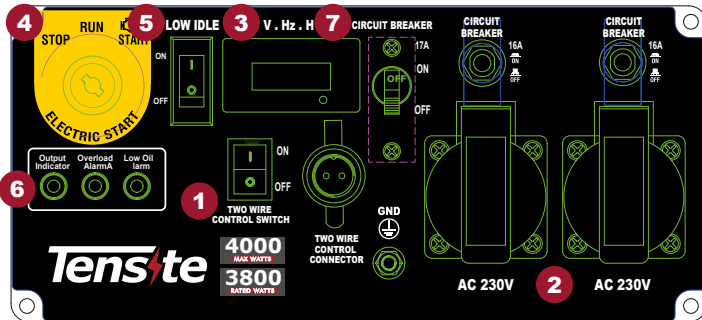 4
STOP
RUN
START
ELECTRIC START
5
LOW IDLE
ON
OFF
3
V . Hz . H
7
CIRCUIT BREAKER
17A
ON
OFF
OFF
CIRCUIT
BREAKER
16A
ON
OFF
CIRCUIT
BREAKER
16A
ON
OFF
Output
Indicator
Overload
AlarmA
Low Oil
larm
6
1
ON
OFF
TWO WIRE
CONTROL SWITCH
TWO WIRE
CONTROL
CONNECTOR
GND
Tensite
4000
MAX WATTS
3800
RATED WATTS
AC 230V
2
AC 230V